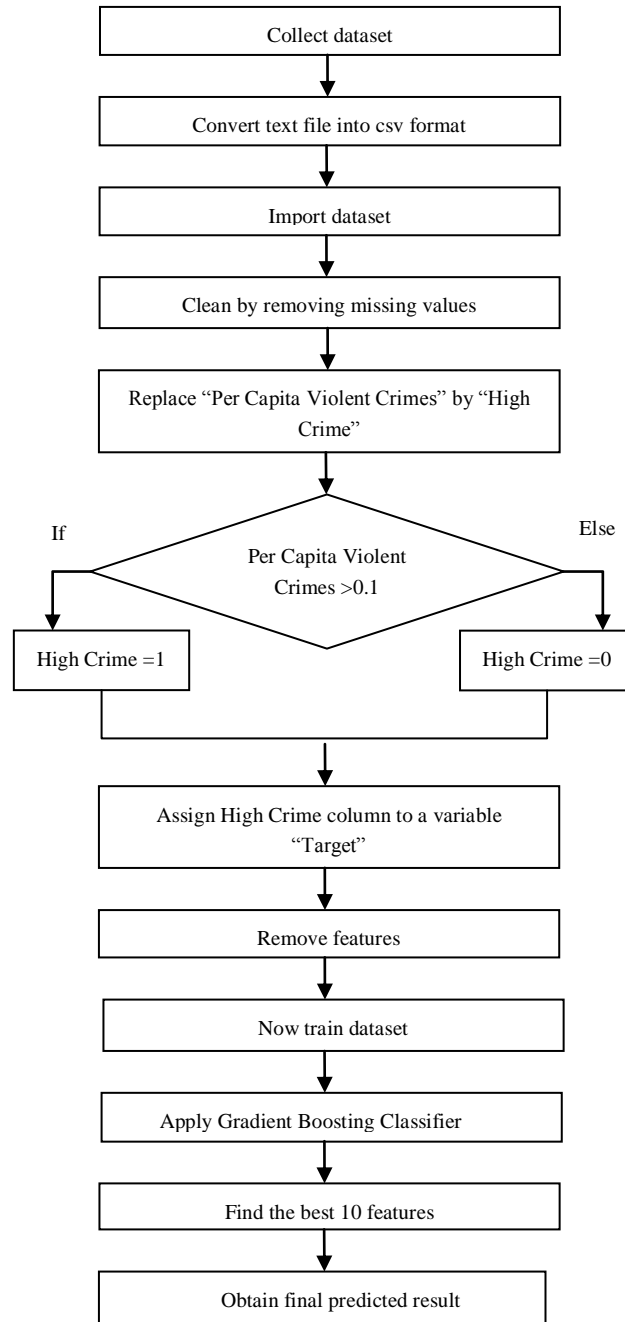 Collect dataset
Convert text file into csv format
Import dataset
Clean by removing missing values
Replace “Per Capita Violent Crimes” by “High
Crime”
If
Else
Per Capita Violent
Crimes >0.1
High Crime =1
High Crime =0
Assign High Crime column to a variable
“Target”
Remove features
Now train dataset
Apply Gradient Boosting Classifier
Find the best 10 features
Obtain final predicted result